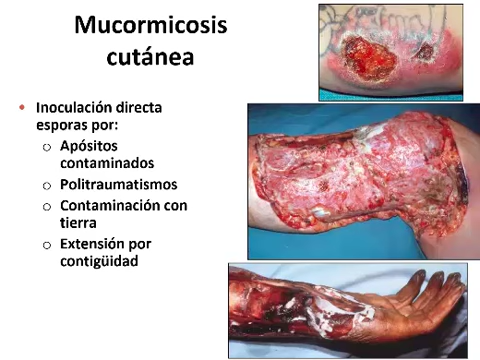 Mucormicosis
cutánea
• Inoculación directa
esporas por:
o Apósitos
contaminados
o Politraumatismos
o Contaminación con
tierra
o Extensión por
contigüidad